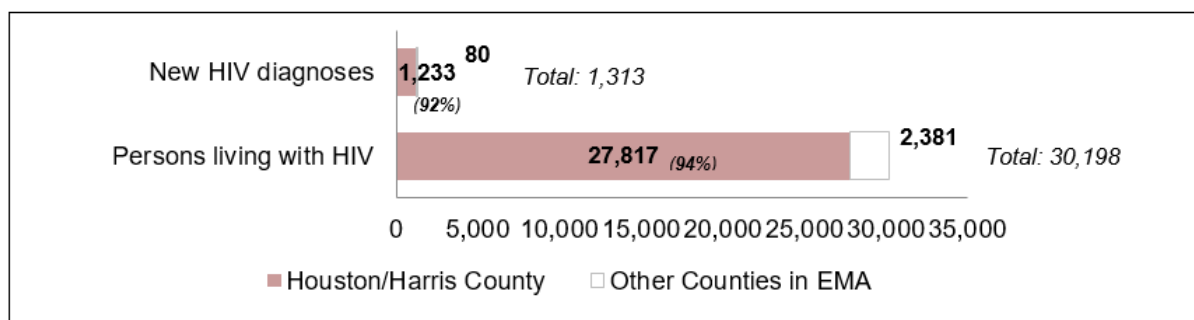 80
New HIV diagnoses 1,233 Total: 1,313
(92%)
2,381
Persons living with HIV 27,817 (94%) Total: 30,198
0 5,000 10,000 15,000 20,000 25,000 30,000 35,000
Houston/Harris County Other Counties in EMA